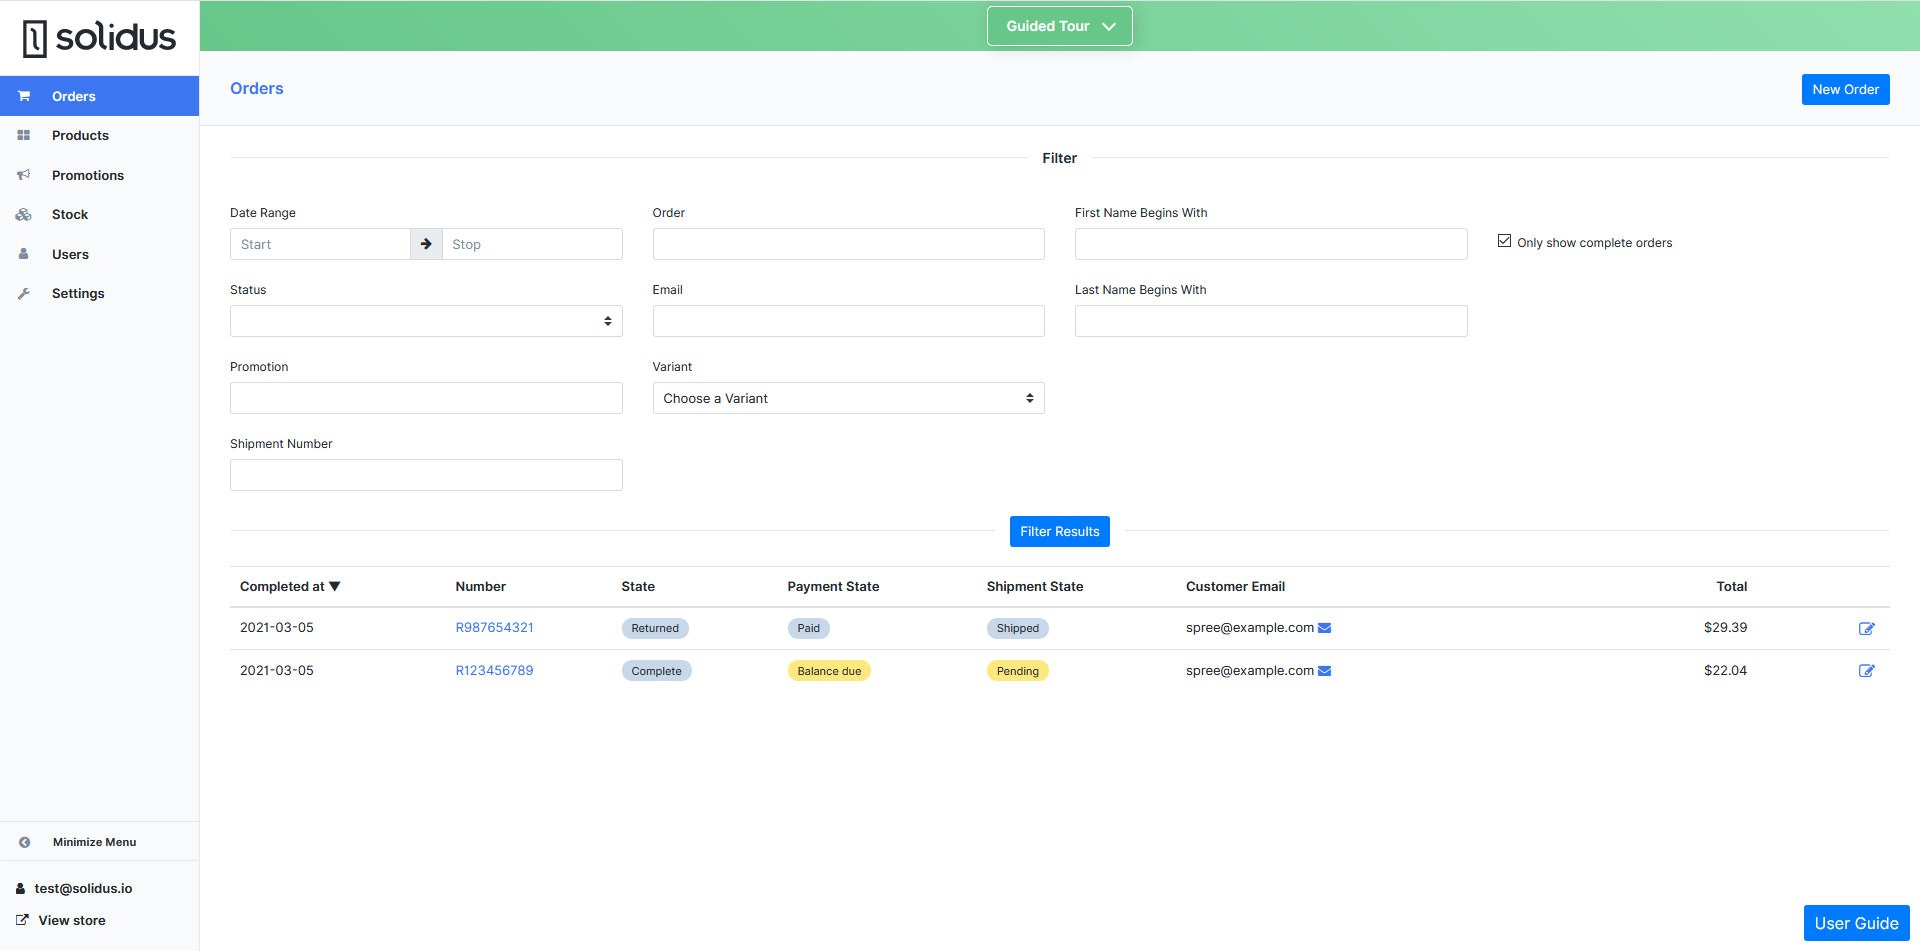 solidus
Guided Tour
Orders
Products
Promotions
Stock
Users
Settings
Minimize Menu
test@solidus.io
View store
Orders
New Order
Filter
Date Range
Start
Stop
Order
First Name Begins With
Only show complete orders
Status
Email
Last Name Begins With
Promotion
Variant
Choose a Variant
Shipment Number
Filter Results
Completed at ▼ Number State Payment State Shipment State Customer Email Total
2021-03-05 R987654321 Returned Paid Shipped spree@example.com $29.39
2021-03-05 R123456789 Complete Balance due Pending spree@example.com $22.04
User Guide